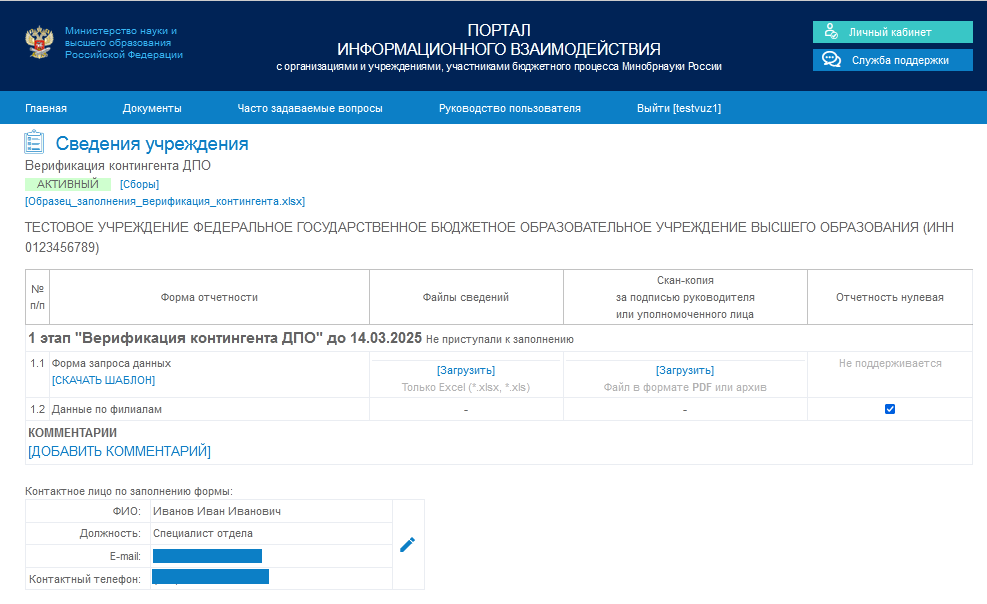 Министерство науки и
высшего образования
Российской Федерации
ПОРТАЛ
ИНФОРМАЦИОННОГО ВЗАИМОДЕЙСТВИЯ
с организациями и учреждениями, участниками бюджетного процесса Минобрнауки России
Личный кабинет
Служба поддержки
Главная Документы Часто задаваемые вопросы Руководство пользователя Выйти [testvuz1]
Сведения учреждения
Верификация контингента ДПО
АКТИВНЫЙ [Сборы]
[Образец_заполнения_верификация_контингента.xlsx]
ТЕСТОВОЕ УЧРЕЖДЕНИЕ ФЕДЕРАЛЬНОЕ ГОСУДАРСТВЕННОЕ БЮДЖЕТНОЕ ОБРАЗОВАТЕЛЬНОЕ УЧРЕЖДЕНИЕ ВЫСШЕГО ОБРАЗОВАНИЯ (ИНН
0123456789)
№
п/п
Форма отчетности
Файлы сведений
Скан-копия
за подписью руководителя
или уполномоченного лица
Отчетность нулевая
1 этап "Верификация контингента ДПО" до 14.03.2025 Не приступали к заполнению
1.1 Форма запроса данных
[СКАЧАТЬ ШАБЛОН]
[Загрузить]
Только Excel (*.xlsx, *.xls)
[Загрузить]
Файл в формате PDF или архив
Не поддерживается
1.2 Данные по филиалам - -
КОММЕНТАРИИ
[ДОБАВИТЬ КОММЕНТАРИЙ]
Контактное лицо по заполнению формы:
ФИО: Иванов Иван Иванович
Должность: Специалист отдела
E-mail:
Контактный телефон: